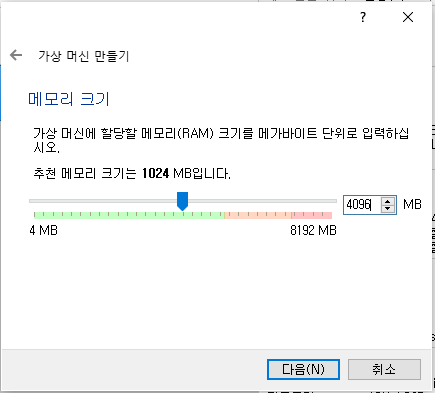 ?
가상 머신 만들기
메모리 크기
가상 머신에 할당할 메모리(RAM) 크기를 메가바이트 단위로 입력하십
시오.
추천 메모리 크기는 1024 MB입니다.
4096 MB
4 MB 8192 MB
다음(N) 취소